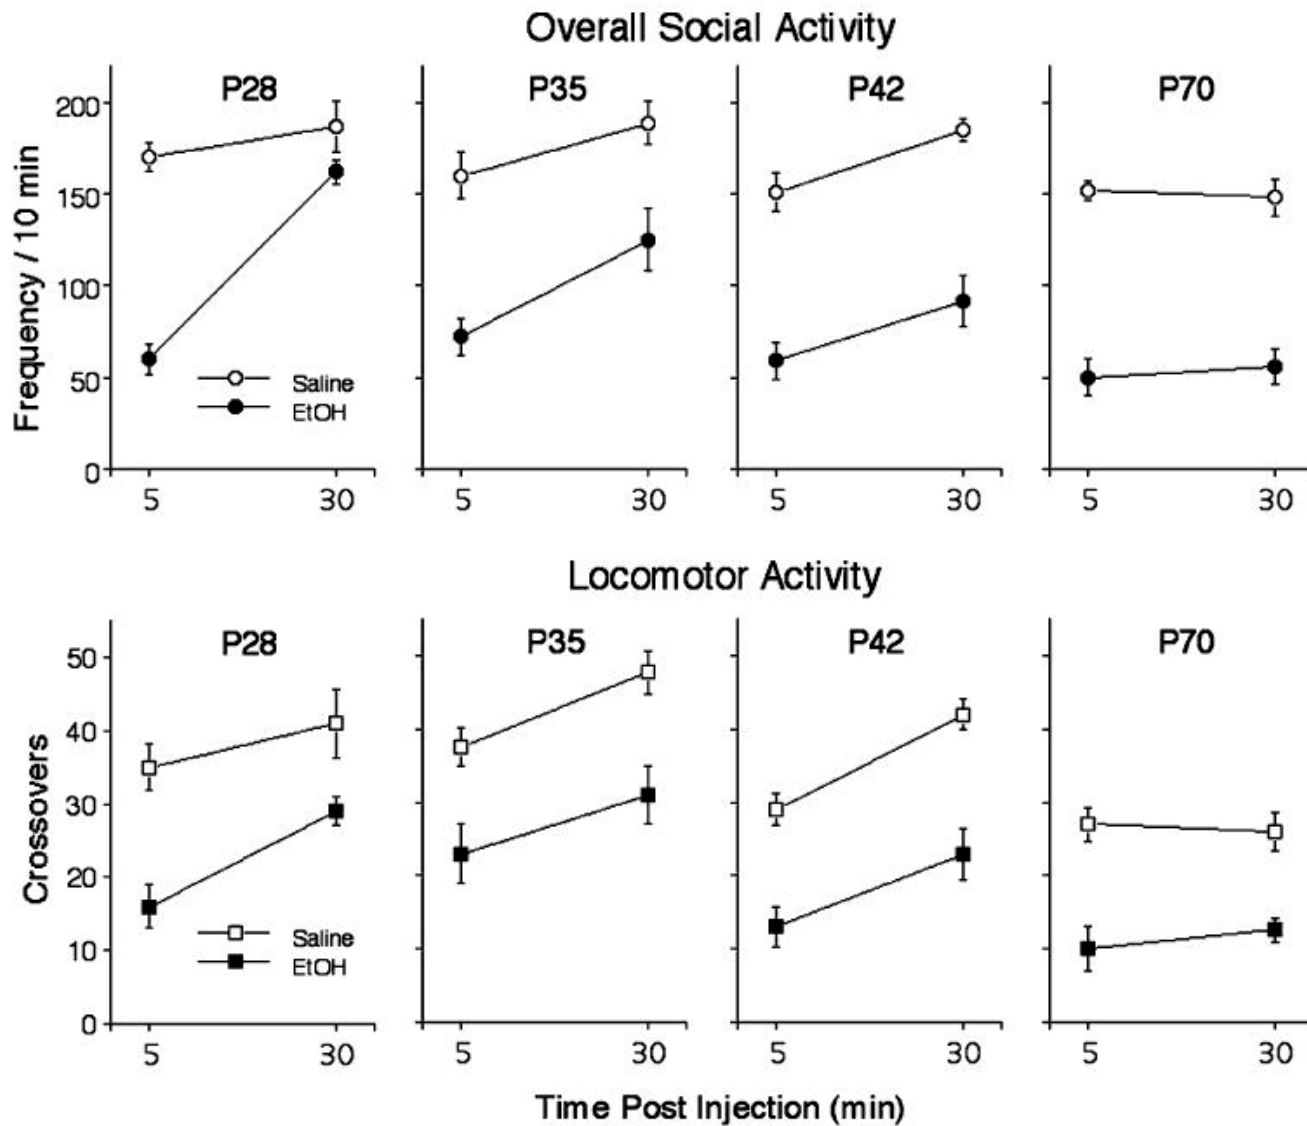 Overall Social Activity
P28 P35 P42 P70
200
150
100
50
0
Frequency / 10 min
Saline
EtOH
5 30 5 30 5 30 5 30
Locomotor Activity
P28 P35 P42 P70
50
40
30
20
10
0
Crossovers
Saline
EtOH
5 30 5 30 5 30 5 30
Time Post Injection (min)